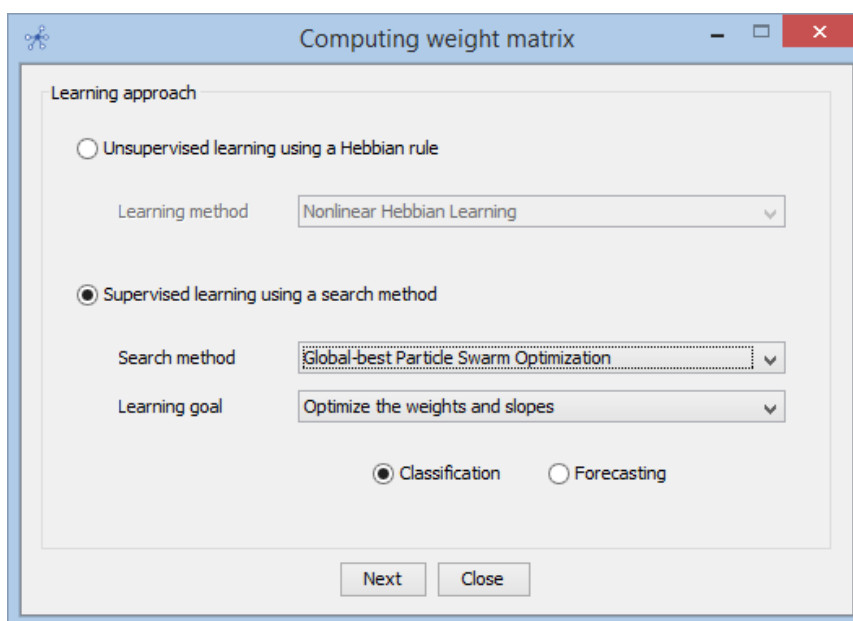 Computing weight matrix
Learning approach
Unsupervised learning using a Hebbian rule
Learning method Nonlinear Hebbian Learning
Supervised learning using a search method
Search method Global-best Particle Swarm Optimization
Learning goal Optimize the weights and slopes
Classification Forecasting
Next Close